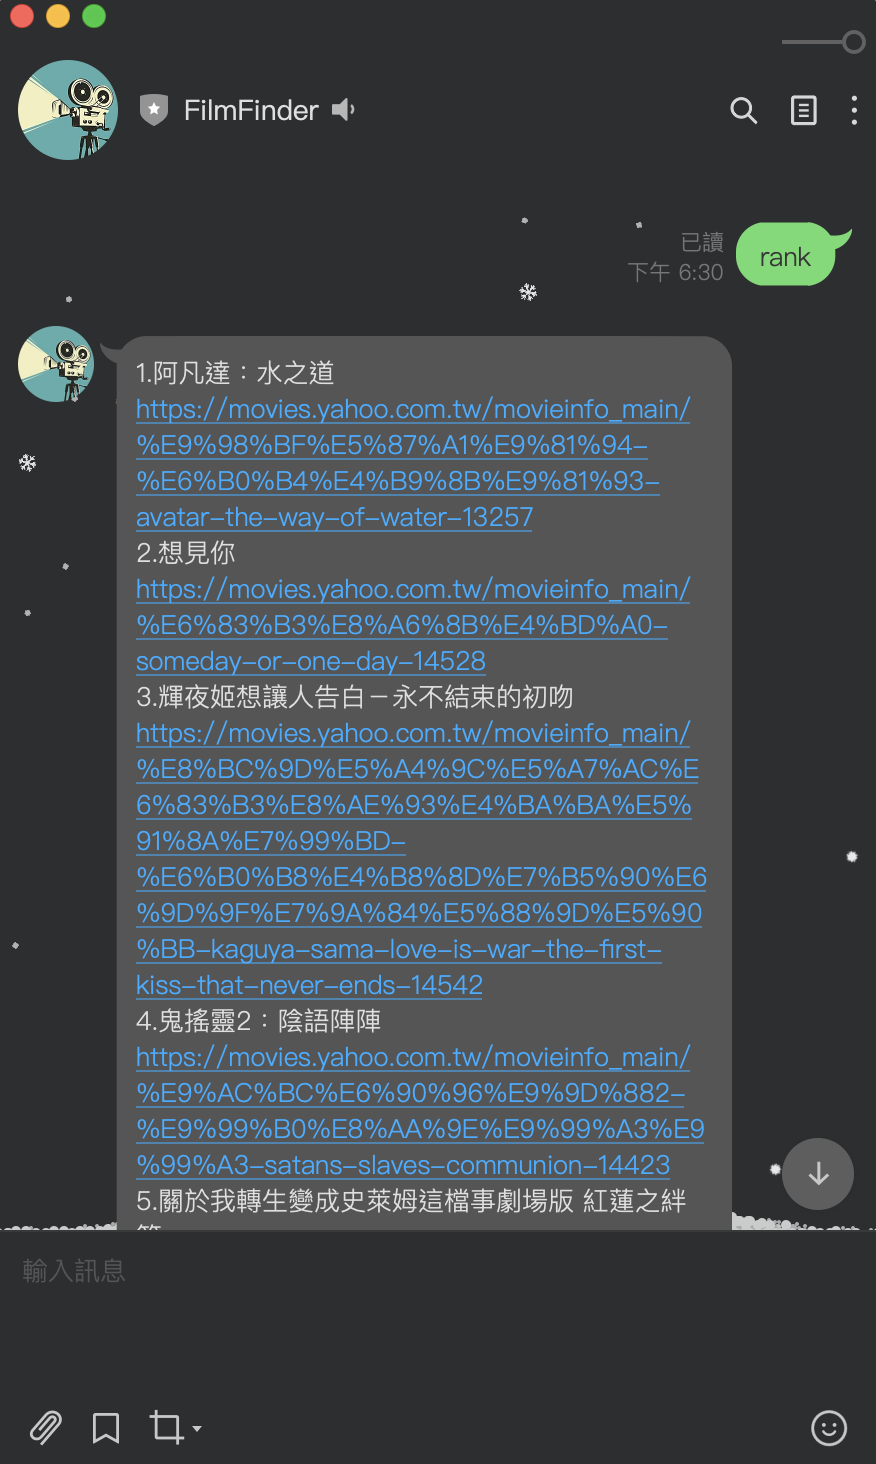 FilmFinder
已讀
下午 6:30
rank
1.阿凡達：水之道
https://movies.yahoo.com.tw/movieinfo_main/
%E9%98%BF%E5%87%A1%E9%81%94-
%E6%B0%B4%E4%B9%8B%E9%81%93-
avatar-the-way-of-water-13257
2.想見你
https://movies.yahoo.com.tw/movieinfo_main/
%E6%83%B3%E8%A6%8B%E4%BD%A0-
someday-or-one-day-14528
3.輝夜姬想讓人告白－永不結束的初吻
https://movies.yahoo.com.tw/movieinfo_main/
%E8%BC%9D%E5%A4%9C%E5%A7%AC%E
6%83%B3%E8%AE%93%E4%BA%BA%E5%
91%8A%E7%99%BD-
%E6%B0%B8%E4%B8%8D%E7%B5%90%E6
%9D%9F%E7%9A%84%E5%88%9D%E5%90
%BB-kaguya-sama-love-is-war-the-first-
kiss-that-never-ends-14542
4.鬼搖靈2：陰語陣陣
https://movies.yahoo.com.tw/movieinfo_main/
%E9%AC%BC%E6%90%96%E9%9D%882-
%E9%99%B0%E8%AA%9E%E9%99%A3%E9
%99%A3-satans-slaves-communion-14423
5.關於我轉生變成史萊姆這檔事劇場版 紅蓮之絆
輸入訊息